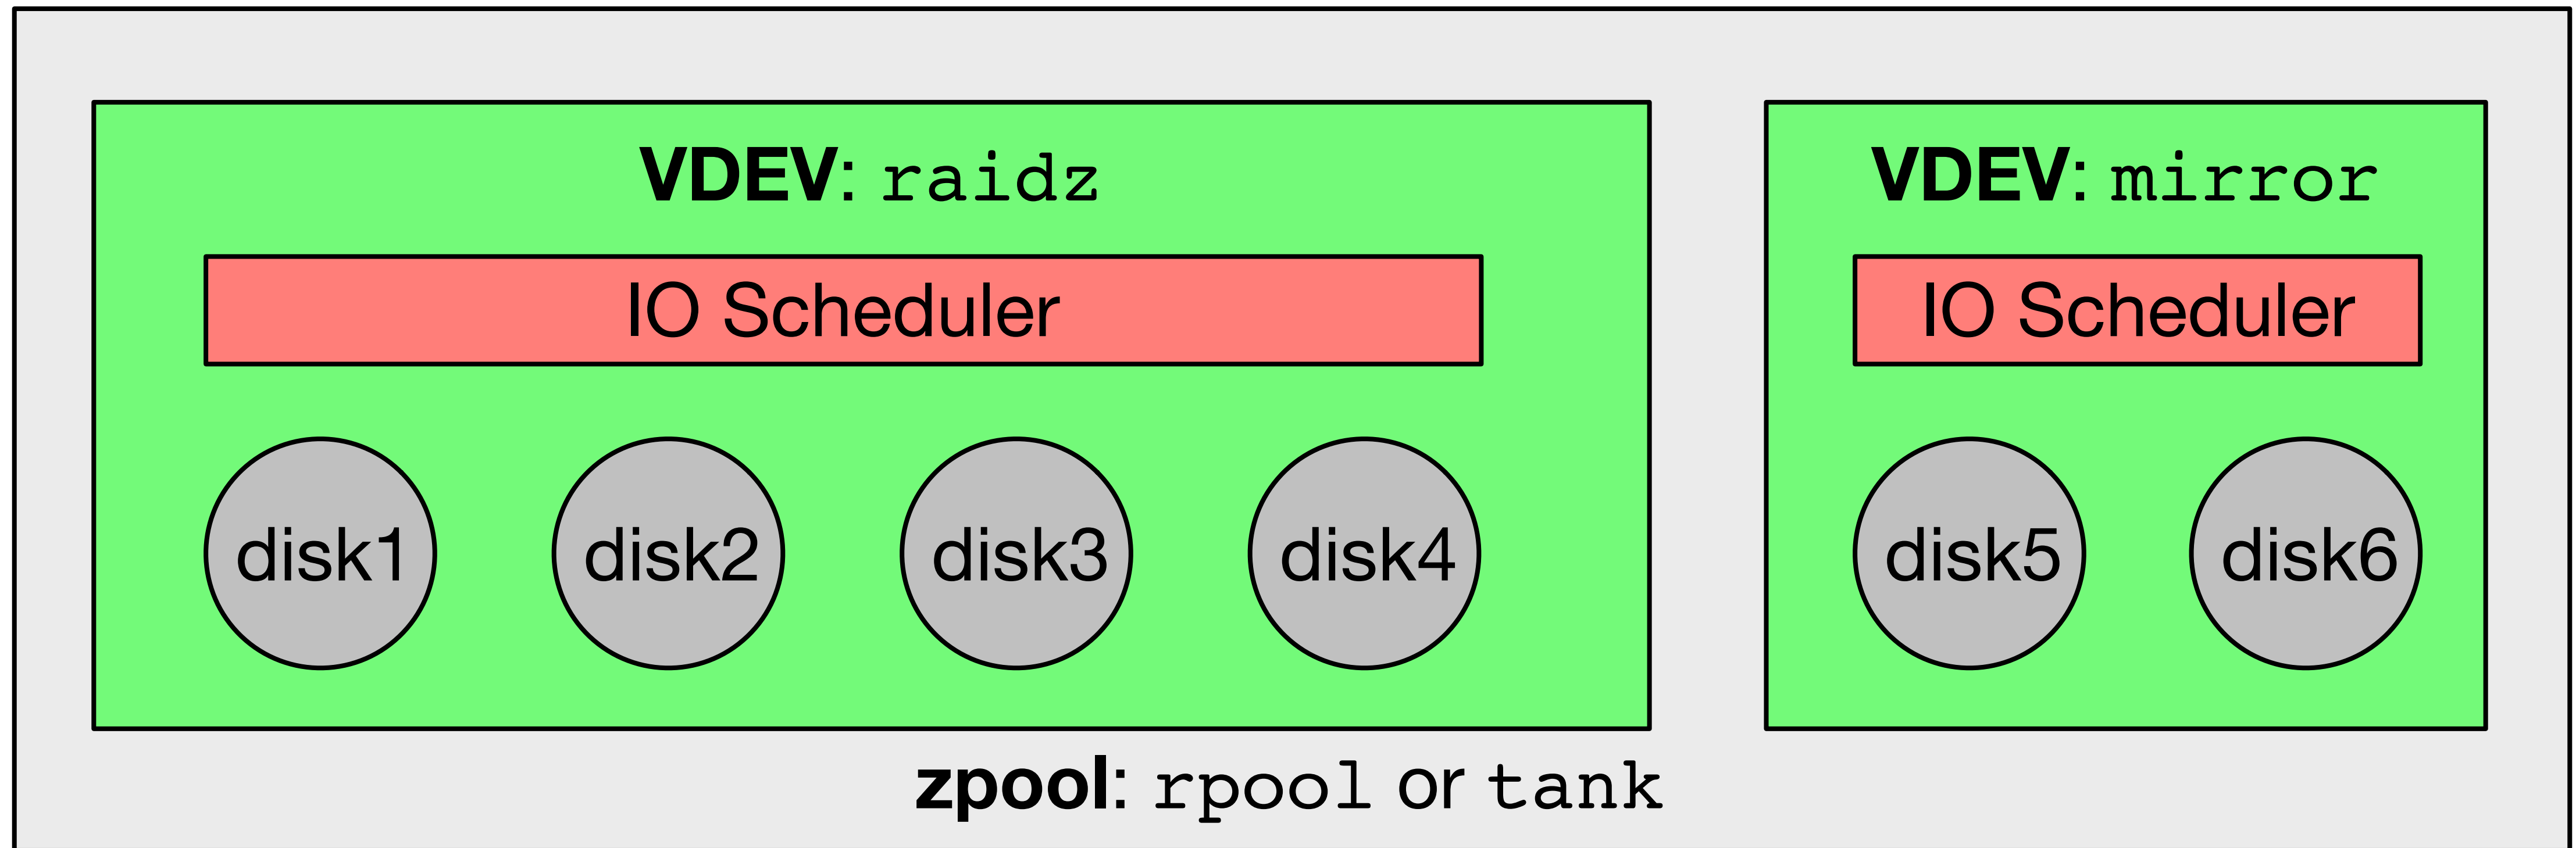 VDEV: raidz
IO Scheduler
disk1 disk2 disk3 disk4
VDEV: mirror
IO Scheduler
disk5 disk6
zpool: rpool or tank